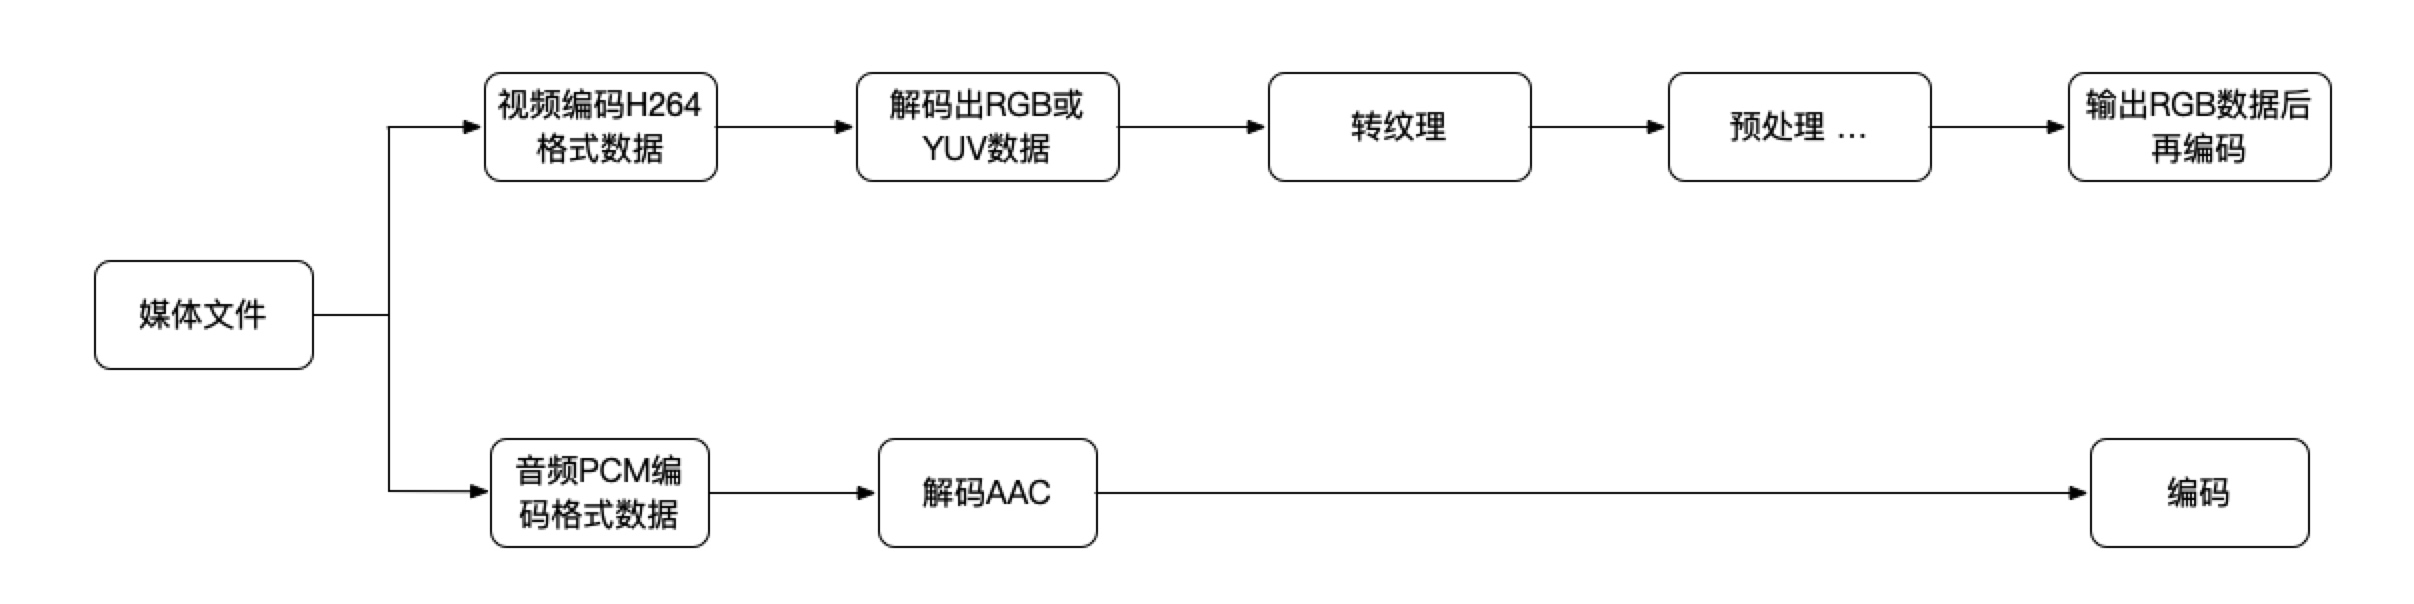 视频编码H264
格式数据
解码出RGB或
YUV数据
转纹理
预处理 ...
输出RGB数据后
再编码
媒体文件
音频PCM编
码格式数据
解码AAC
编码